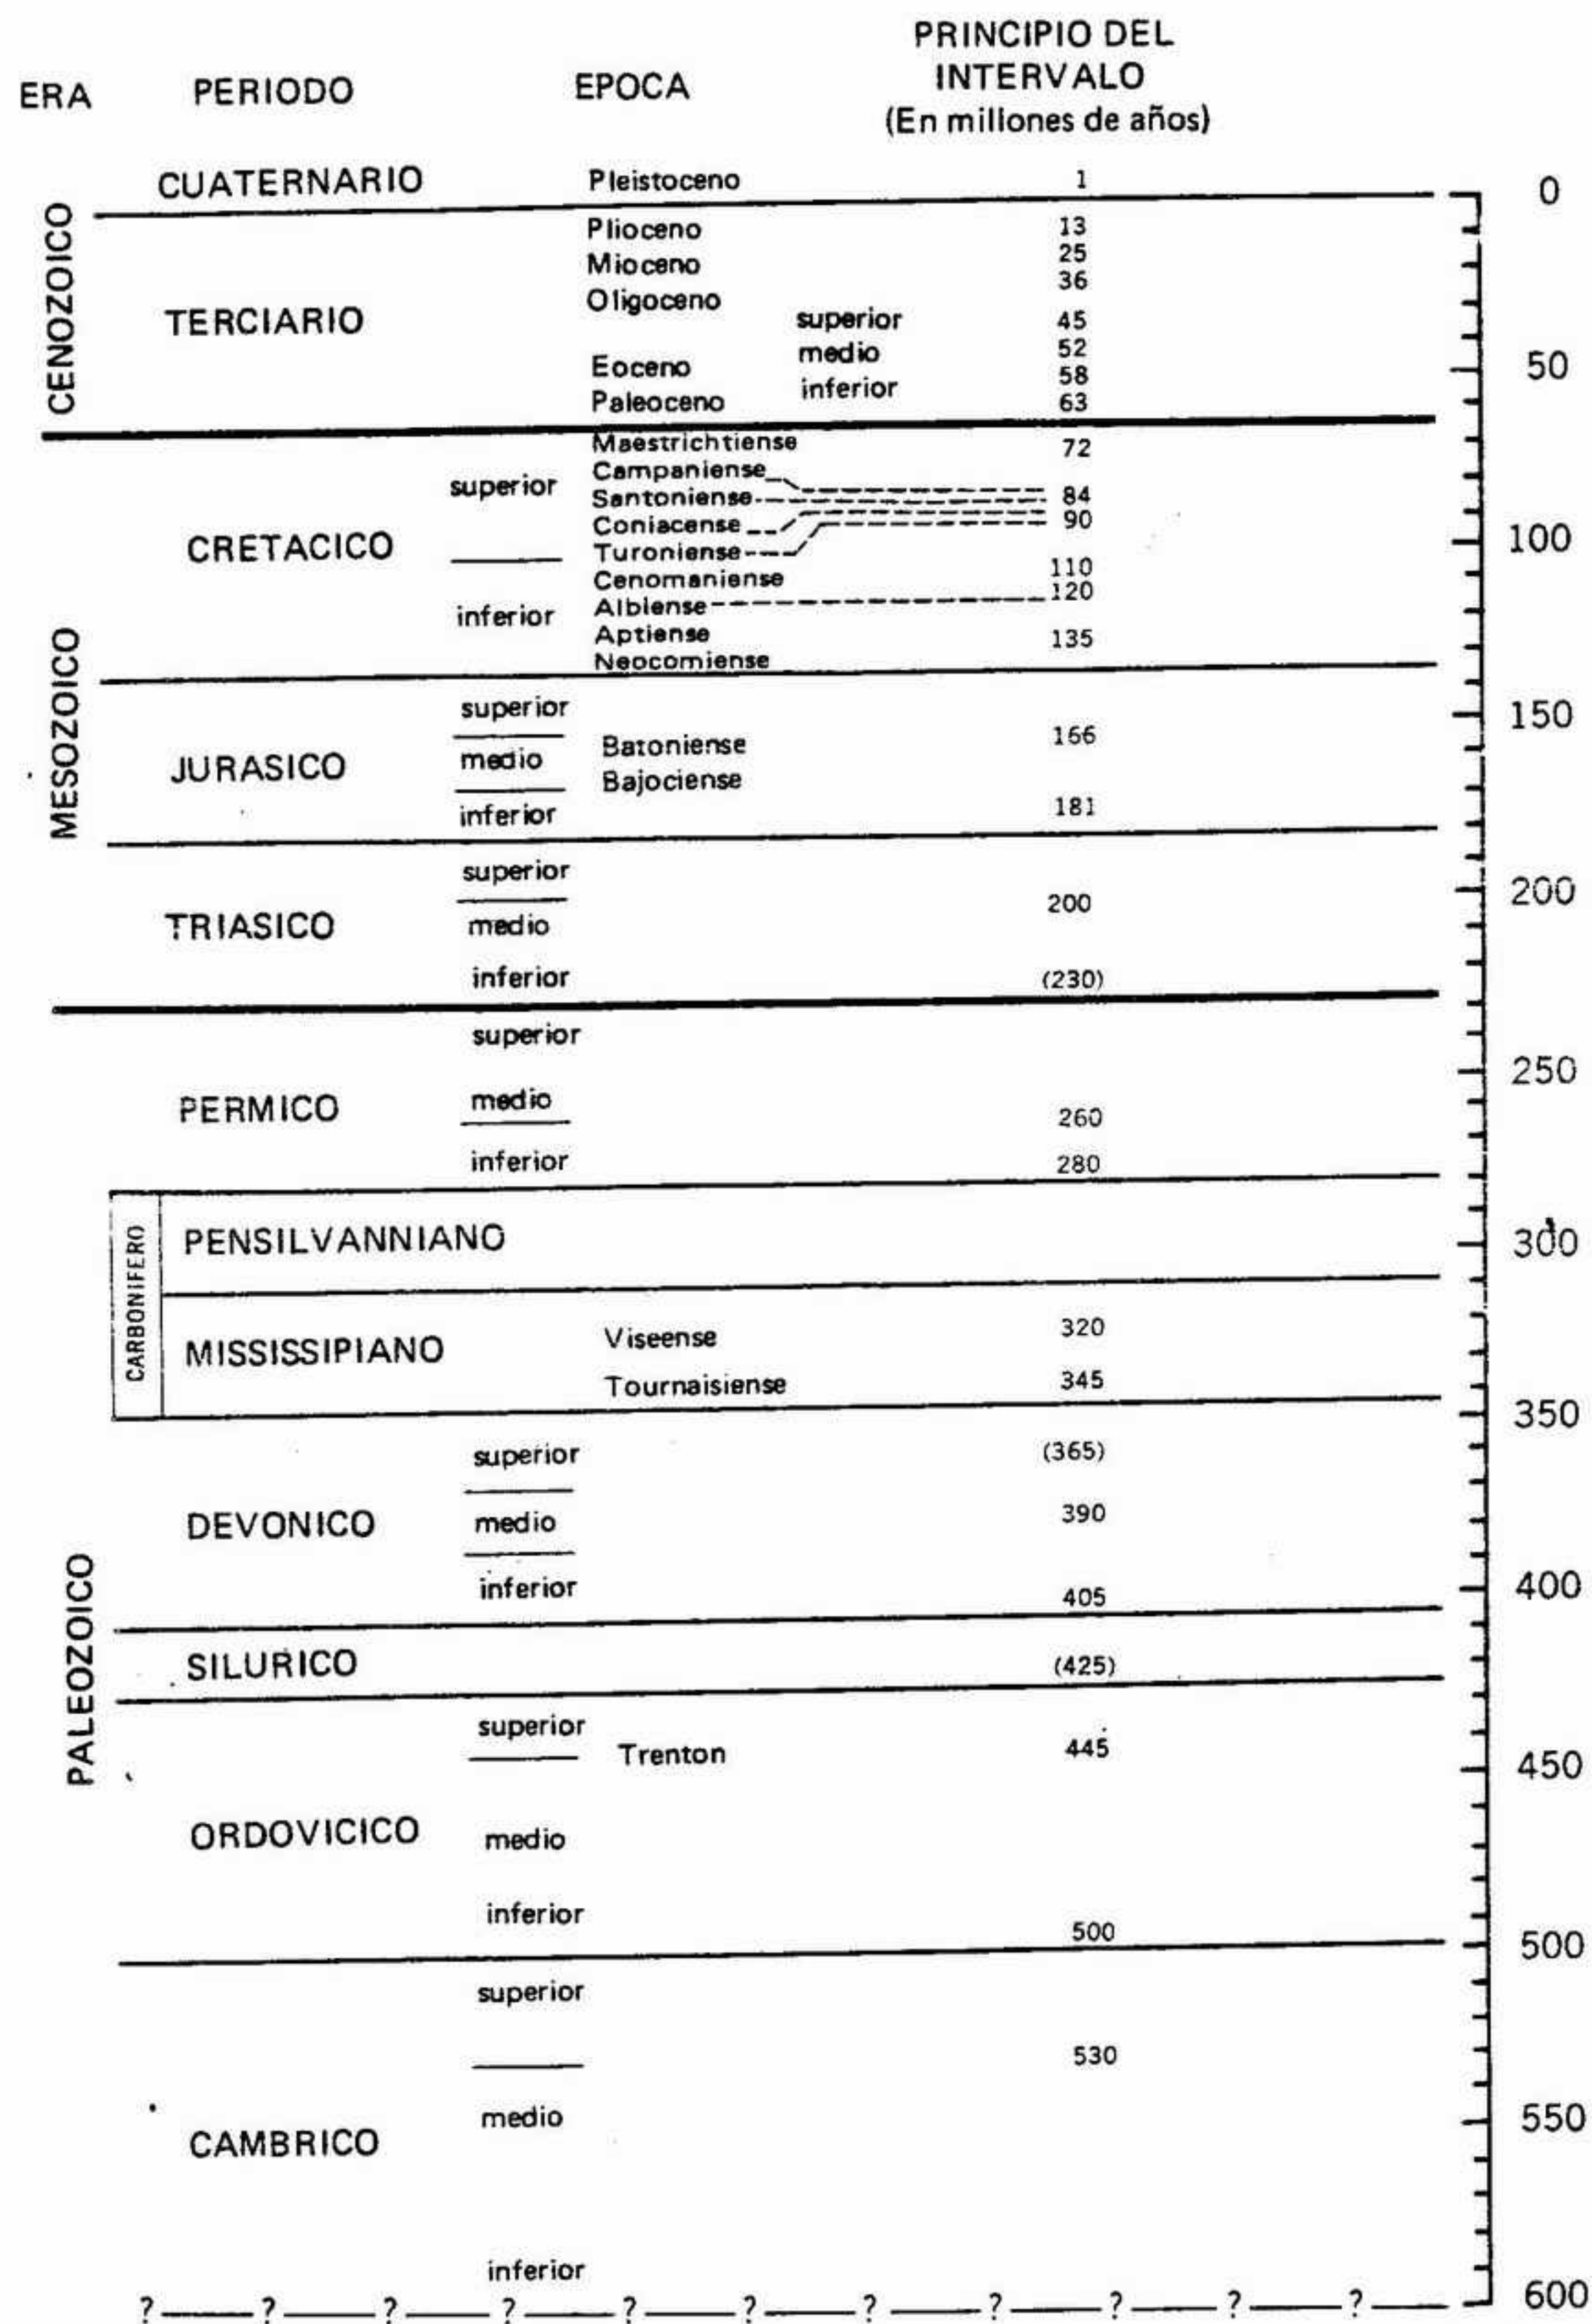 PRINCIPIO DEL
INTERVALO
(En millones de años)
ERA PERIODO EPOCA
CENOZOICO
CUATERNARIO Pleistoceno 1 0
Plioceno 13
Mioceno 25
Oligoceno 36
TERCIARIO
superior 45
medio 52
Eoceno 50
inferior 58
Paleoceno 63
MESOZOICO
Maestrichtiense 72
Campaniense
superior
Santoniense 84
Coniacense 90
CRETACICO 100
Turoniense
Cenomaniense 110
Albiense 120
inferior
Aptiense 135
Neocomiense
superior 150
Batoniense 166
JURASICO medio
Bajociense
inferior 181
superior
200 200
TRIASICO medio
inferior (230)
PALEOZOICO
superior
250
PERMICO medio 260
inferior 280
CARBONIFERO
PENSILVANNIANO 300
MISSISSIPIANO Viseense 320
Tournaisiense 345
350
superior (365)
DEVONICO medio 390
inferior 405 400
SILURICO (425)
superior
Trenton 445 450
ORDOVICICO medio
inferior 500 500
superior
530
medio 550
CAMBRICO
inferior
600
? ? ? ? ? ? ? ? ? ? ?